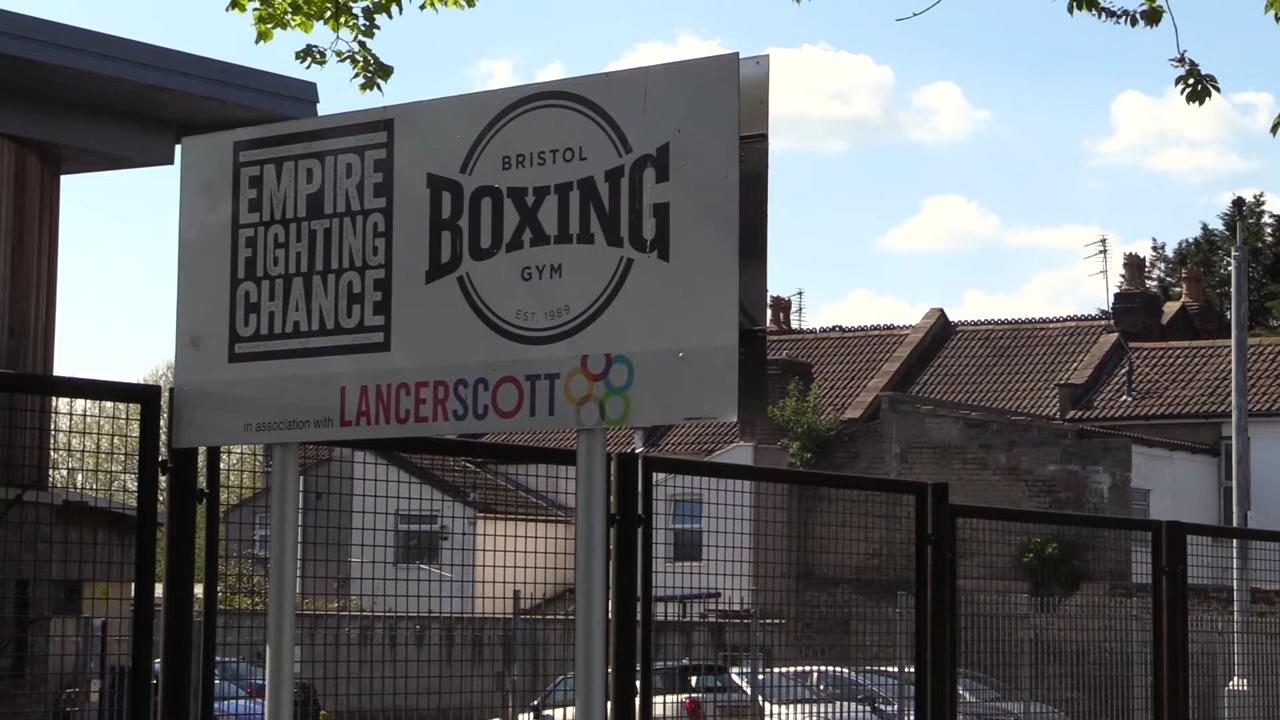 EMPIRE
FIGHTING
CHANCE
BRISTOL
BOXING
GYM
EST. 1989
in association with LANCERSCOTT